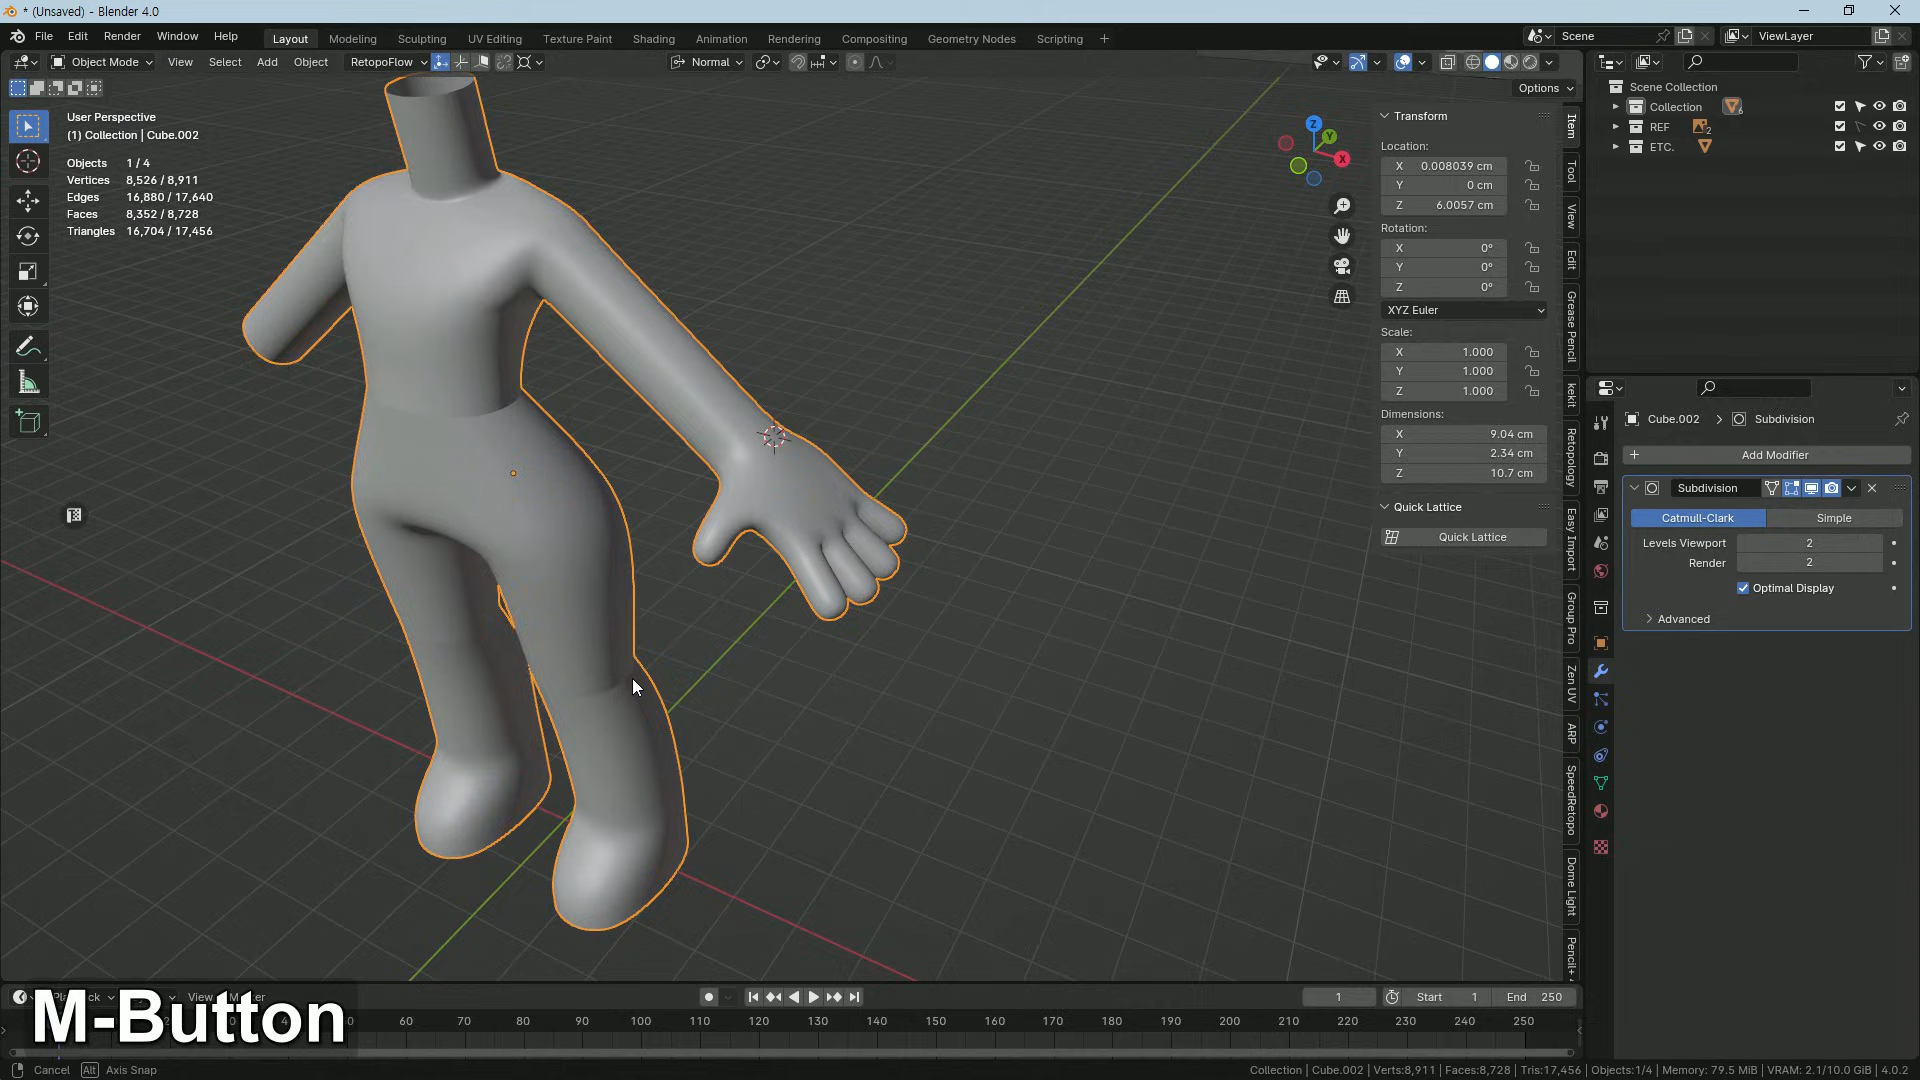 * (Unsaved) - Blender 4.0
File Edit Render Window Help
Layout Modeling Sculpting UV Editing Texture Paint Shading Animation Rendering Compositing Geometry Nodes Scripting +
Scene
ViewLayer
Object Mode View Select Add Object RetopoFlow Normal
Options
User Perspective
(1) Collection | Cube.002
Objects 1 / 4
Vertices 8,526 / 8,911
Edges 16,880 / 17,640
Faces 8,352 / 8,728
Triangles 16,704 / 17,456
Z
Y
X
Transform
Location:
X 0.008039 cm
Y 0 cm
Z 6.0057 cm
Rotation:
X 0°
Y 0°
Z 0°
XYZ Euler
Scale:
X 1.000
Y 1.000
Z 1.000
Dimensions:
X 9.04 cm
Y 2.34 cm
Z 10.7 cm
Quick Lattice
Quick Lattice
Item
Tool
View
Edit
Grease Pencil
kekit
Retopology
Easy Import
Group Pro
Zen UV
ARP
SpeedRetopo
Dome Light
Pencil+
Scene Collection
Collection 6
REF 2
ETC.
Cube.002 > Subdivision
+ Add Modifier
Subdivision
Catmull-Clark Simple
Levels Viewport 2
Render 2
Optimal Display
Advanced
View
1 Start 1 End 250
M-Button
60 70 80 90 100 110 120 130 140 150 160 170 180 190 200 210 220 230 240 250
Cancel Alt Axis Snap
Collection | Cube.002 | Verts:8,911 | Faces:8,728 | Tris:17,456 | Objects:1/4 | Memory: 79.5 MiB | VRAM: 2.1/10.0 GiB | 4.0.2